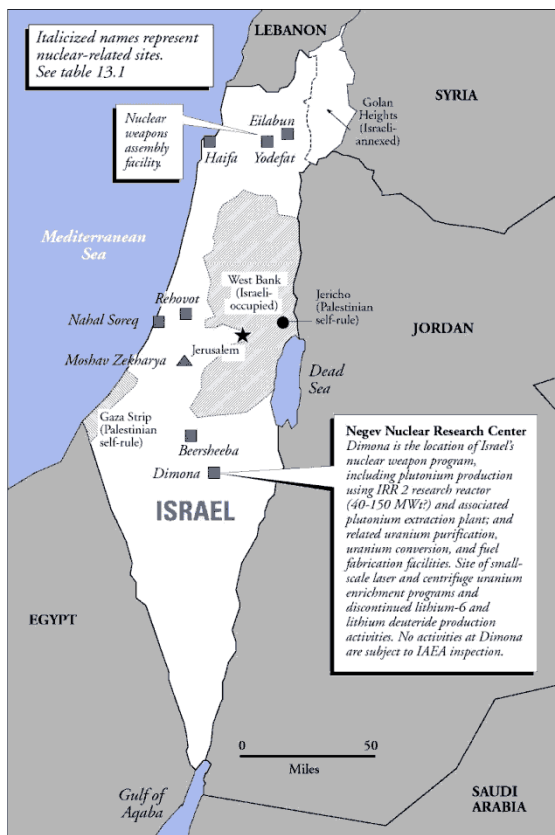 Italicized names represent
nuclear-related sites.
See table 13.1
LEBANON
SYRIA
Golan
Heights
(Israeli-
annexed)
Nuclear
weapons
assembly
facility.
Eilabun
Haifa
Yodefat
Mediterranean
Sea
West Bank
(Israeli-
occupied)
Jericho
(Palestinian
self-rule)
Rehovot
Nahal Soreq
JORDAN
Jerusalem
Moshav Zekharya
Dead
Sea
Gaza Strip
(Palestinian
self-rule)
Beersheeba
Dimona
ISRAEL
Negev Nuclear Research Center
Dimona is the location of Israel's
nuclear weapon program,
including plutonium production
using IRR 2 research reactor
(40-150 MWt?) and associated
plutonium extraction plant; and
related uranium purification,
uranium conversion, and fuel
fabrication facilities. Site of small-
scale laser and centrifuge uranium
enrichment programs and
discontinued lithium-6 and
lithium deuteride production
activities. No activities at Dimona
are subject to IAEA inspection.
EGYPT
0 50
Miles
Gulf of
Aqaba
SAUDI
ARABIA